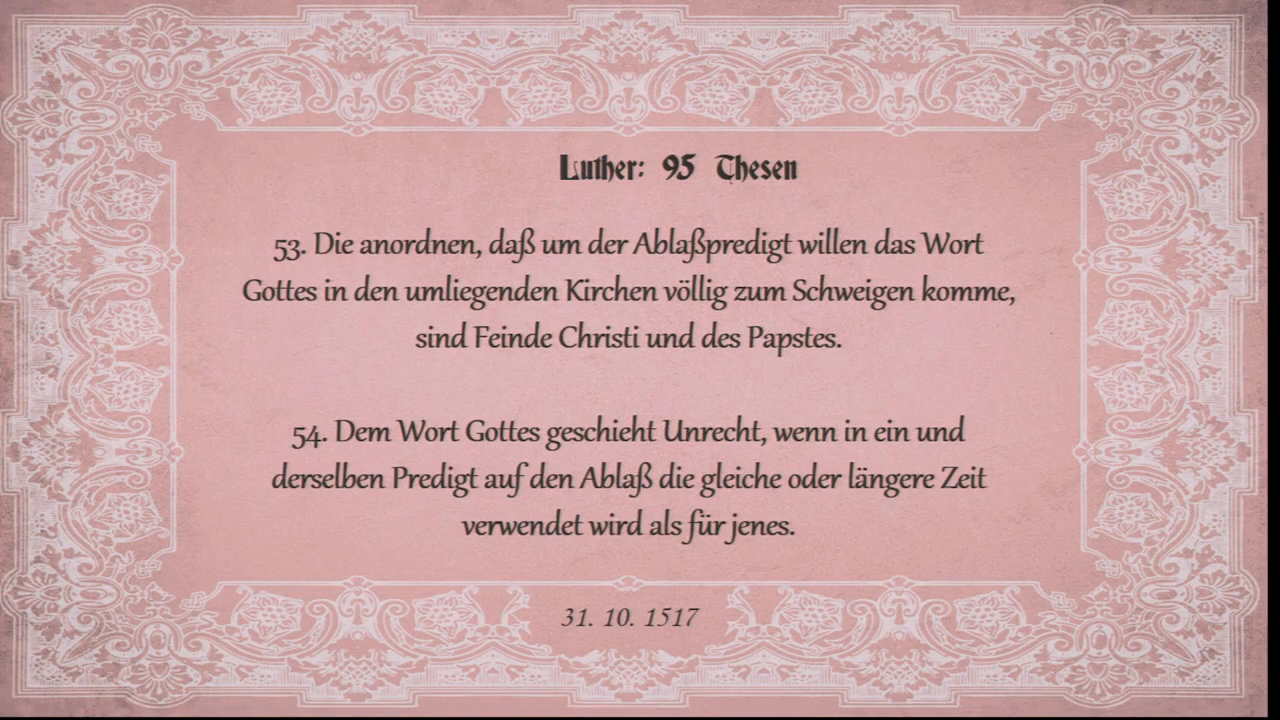 Luther: 95 Thesen
53. Die anordnen, daß um der Ablaßpredigt willen das Wort
Gottes in den umliegenden Kirchen völlig zum Schweigen komme,
sind Feinde Christi und des Papstes.
54. Dem Wort Gottes geschieht Unrecht, wenn in ein und
derselben Predigt auf den Ablaß die gleiche oder längere Zeit
verwendet wird als für jenes.
31. 10. 1517